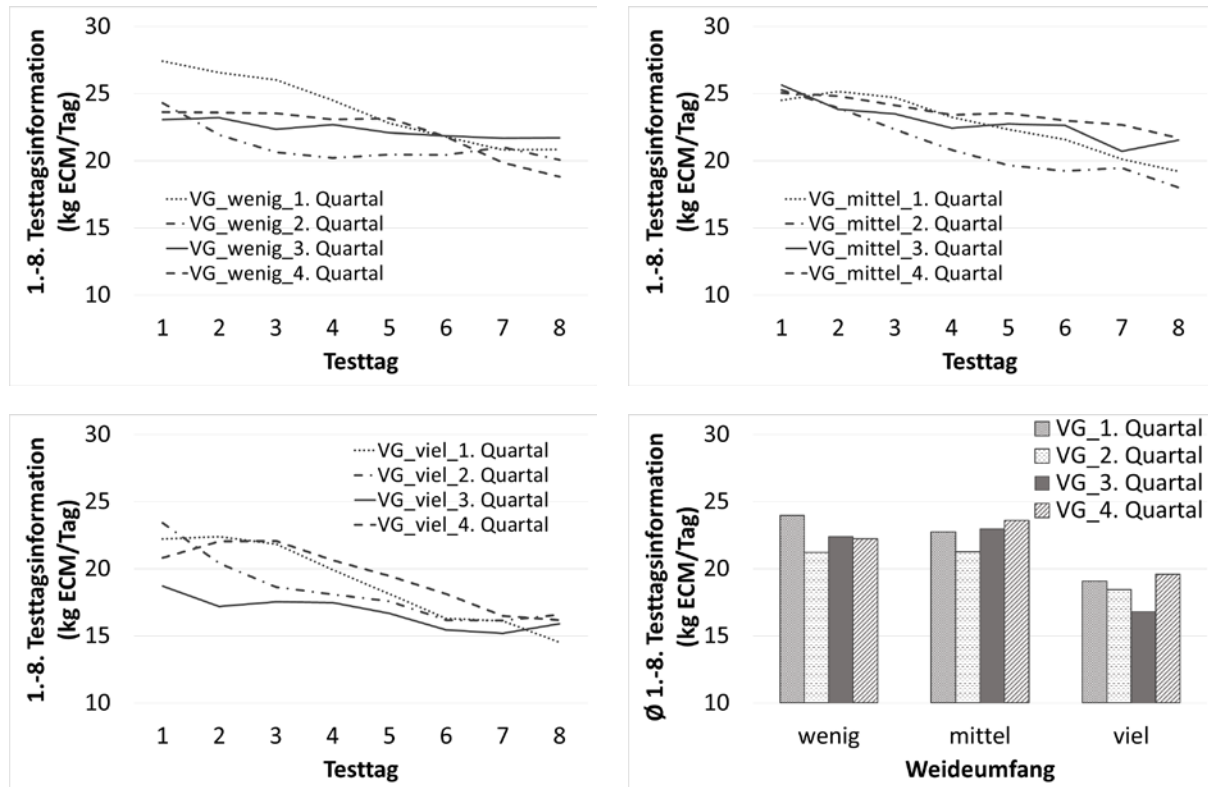 1.-8. Testtagsinformation
(kg ECM/Tag)
30
25
20
15
10
VG_wenig_1. Quartal
VG_wenig_2. Quartal
VG_wenig_3. Quartal
VG_wenig_4. Quartal
1 2 3 4 5 6 7 8
Testtag
1.-8. Testtagsinformation
(kg ECM/Tag)
30
25
20
15
10
VG_mittel_1. Quartal
VG_mittel_2. Quartal
VG_mittel_3. Quartal
VG_mittel_4. Quartal
1 2 3 4 5 6 7 8
Testtag
1.-8. Testtagsinformation
(kg ECM/Tag)
30
25
20
15
10
VG_viel_1. Quartal
VG_viel_2. Quartal
VG_viel_3. Quartal
VG_viel_4. Quartal
1 2 3 4 5 6 7 8
Testtag
Ø 1.-8. Testtagsinformation
(kg ECM/Tag)
30
25
20
15
10
VG_1. Quartal
VG_2. Quartal
VG_3. Quartal
VG_4. Quartal
wenig mittel viel
Weideumfang